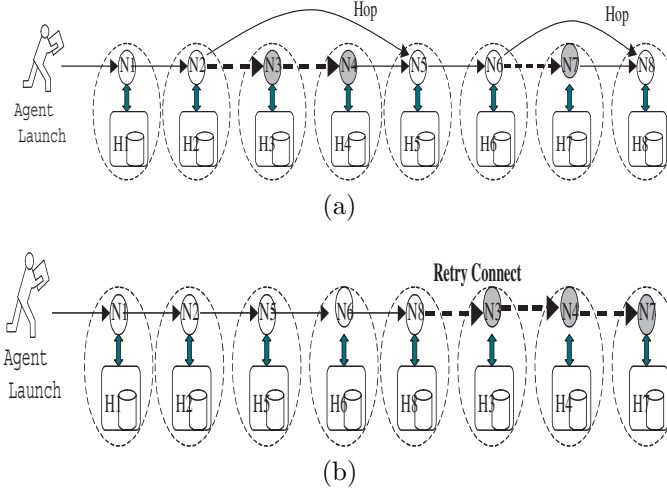 Hop Hop
N1 N2 N3 N4 N5 N6 N7 N8
Agent
Launch
H1 H2 H3 H4 H5 H6 H7 H8
(a)
Retry Connect
N1 N2 N5 N6 N8 N3 N4 N7
Agent
Launch
H1 H2 H5 H6 H8 H3 H4 H7
(b)